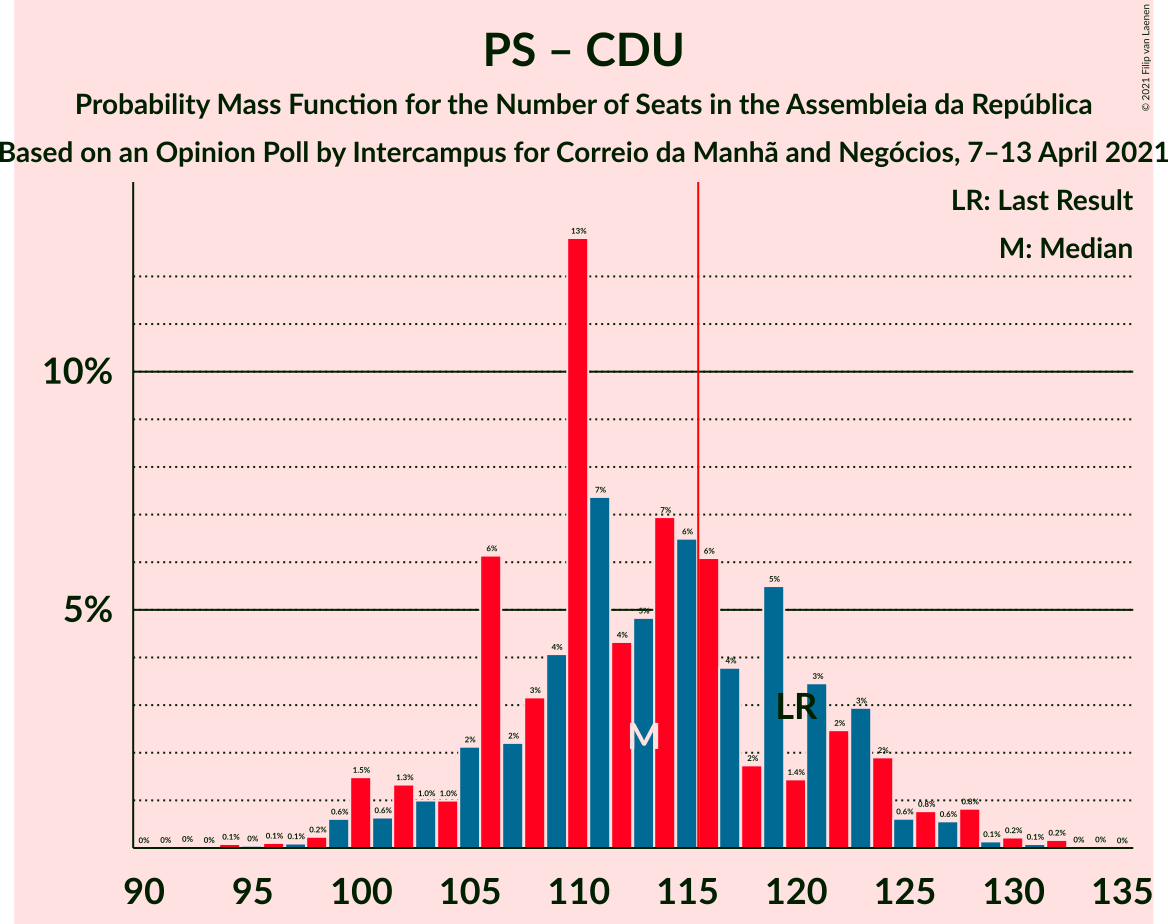 PS – CDU
Probability Mass Function for the Number of Seats in the Assembleia da República
Based on an Opinion Poll by Intercampus for Correio da Manhã and Negócios, 7–13 April 2021
© 2021 Filip van Laenen
LR: Last Result
M: Median
10%
5%
0% 0% 0% 0% 0.1% 0% 0.1% 0.1% 0.2% 0.6% 1.5% 0.6% 1.3% 1.0% 1.0% 2% 6% 2% 3% 4% 13% 7% 4% 5% 7% 6% 6% 4% 2% 5% 1.4% 3% 2% 3% 2% 0.6% 0.8% 0.6% 0.8% 0.1% 0.2% 0.1% 0.2% 0% 0% 0%
LR
M
90 95 100 105 110 115 120 125 130 135